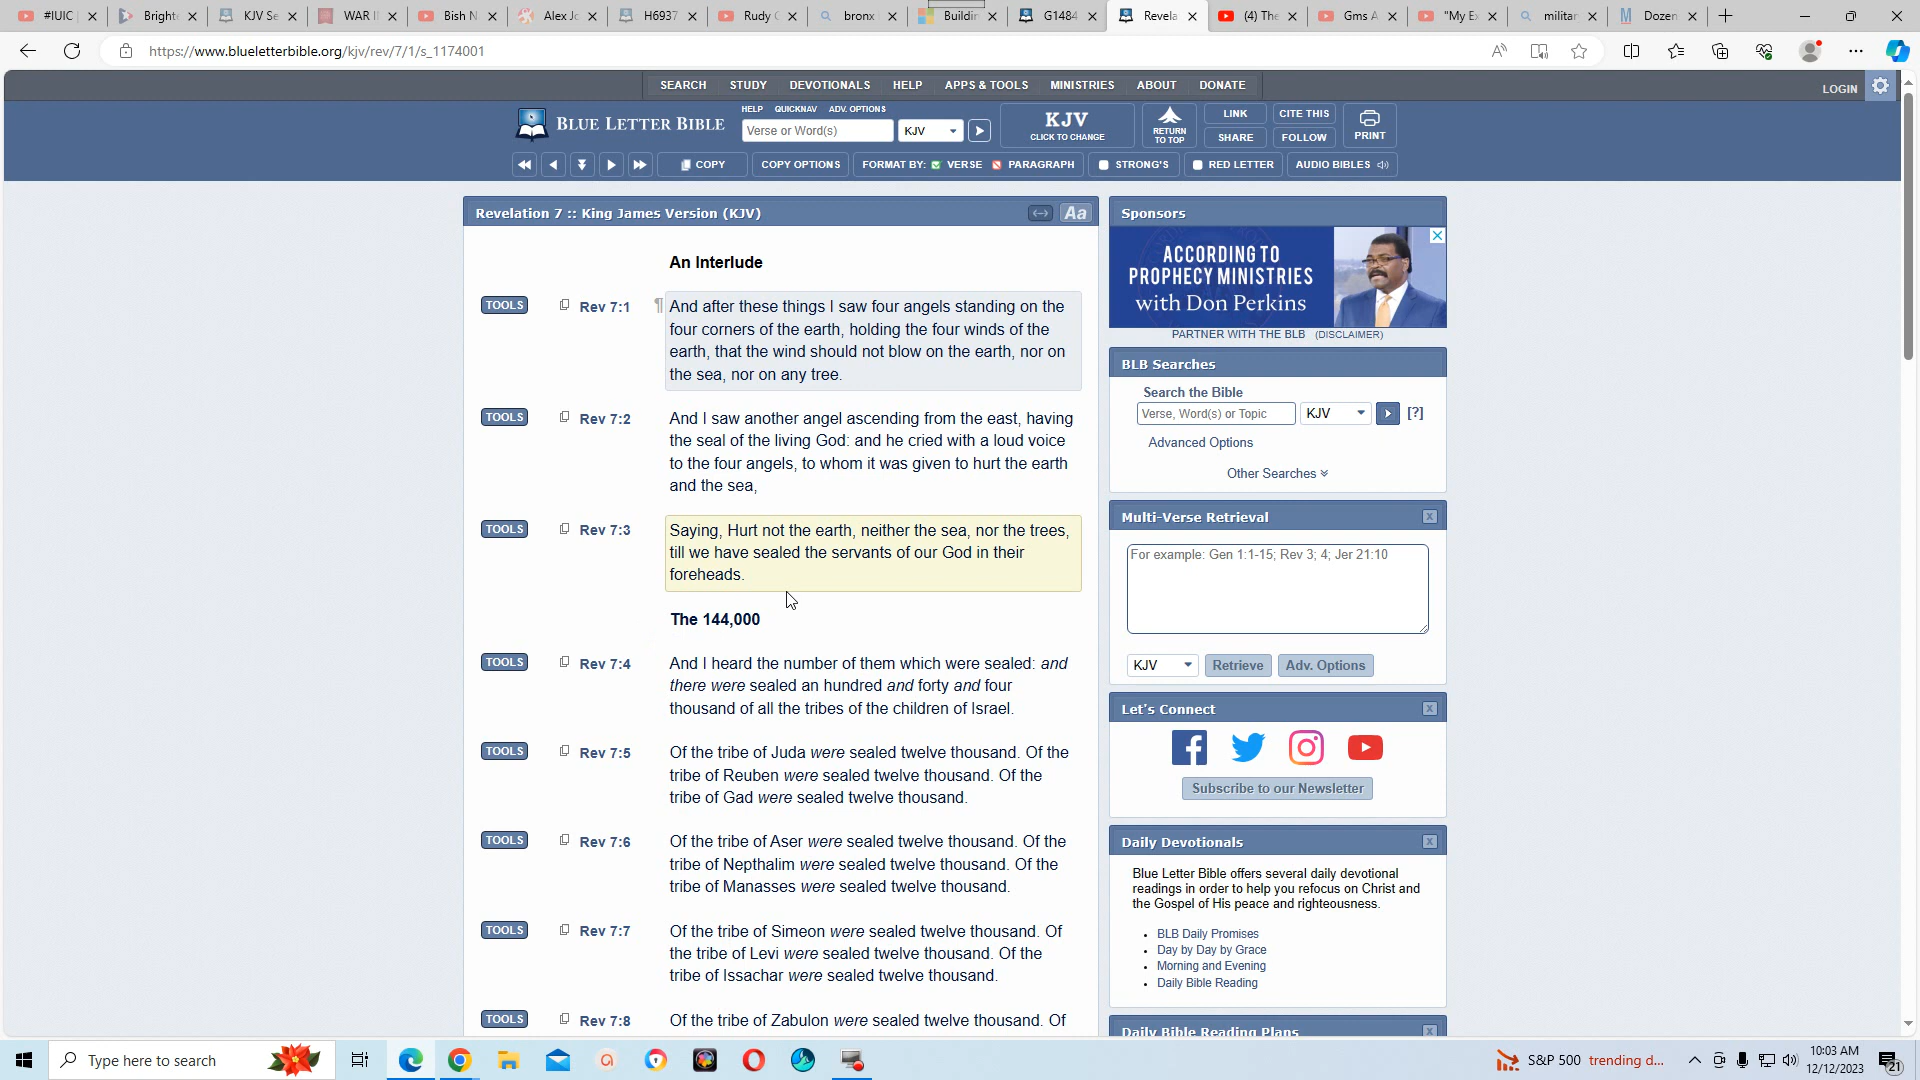 #IUIC
Brighte
KJV Se
WAR I
Bish N
Alex Jo
H6937
Rudy G
bronx
Buildin
G1484
Revela
(4) The
Gms A
"My Ex
militar
Dozen
https://www.blueletterbible.org/kjv/rev/7/1/s_1174001
SEARCH STUDY DEVOTIONALS HELP APPS & TOOLS MINISTRIES ABOUT DONATE
LOGIN
HELP QUICKNAV ADV. OPTIONS
BLUE LETTER BIBLE
Verse or Word(s)
KJV
KJV
CLICK TO CHANGE
RETURN
TO TOP
LINK
CITE THIS
SHARE
FOLLOW
PRINT
COPY
COPY OPTIONS
FORMAT BY: VERSE PARAGRAPH
STRONG'S
RED LETTER
AUDIO BIBLES
Revelation 7 :: King James Version (KJV)
Aa
An Interlude
TOOLS
Rev 7:1
¶ And after these things I saw four angels standing on the
four corners of the earth, holding the four winds of the
earth, that the wind should not blow on the earth, nor on
the sea, nor on any tree.
TOOLS
Rev 7:2
And I saw another angel ascending from the east, having
the seal of the living God: and he cried with a loud voice
to the four angels, to whom it was given to hurt the earth
and the sea,
TOOLS
Rev 7:3
Saying, Hurt not the earth, neither the sea, nor the trees,
till we have sealed the servants of our God in their
foreheads.
The 144,000
TOOLS
Rev 7:4
And I heard the number of them which were sealed: and
there were sealed an hundred and forty and four
thousand of all the tribes of the children of Israel.
TOOLS
Rev 7:5
Of the tribe of Juda were sealed twelve thousand. Of the
tribe of Reuben were sealed twelve thousand. Of the
tribe of Gad were sealed twelve thousand.
TOOLS
Rev 7:6
Of the tribe of Aser were sealed twelve thousand. Of the
tribe of Nepthalim were sealed twelve thousand. Of the
tribe of Manasses were sealed twelve thousand.
TOOLS
Rev 7:7
Of the tribe of Simeon were sealed twelve thousand. Of
the tribe of Levi were sealed twelve thousand. Of the
tribe of Issachar were sealed twelve thousand.
TOOLS
Rev 7:8
Of the tribe of Zabulon were sealed twelve thousand. Of
Sponsors
ACCORDING TO
PROPHECY MINISTRIES
with Don Perkins
PARTNER WITH THE BLB (DISCLAIMER)
BLB Searches
Search the Bible
Verse, Word(s) or Topic
KJV
[?]
Advanced Options
Other Searches
Multi-Verse Retrieval
For example: Gen 1:1-15; Rev 3; 4; Jer 21:10
KJV
Retrieve
Adv. Options
Let's Connect
Subscribe to our Newsletter
Daily Devotionals
Blue Letter Bible offers several daily devotional
readings in order to help you refocus on Christ and
the Gospel of His peace and righteousness.
BLB Daily Promises
Day by Day by Grace
Morning and Evening
Daily Bible Reading
Daily Bible Reading Plans
Type here to search
S&P 500 trending d...
10:03 AM
12/12/2023
21